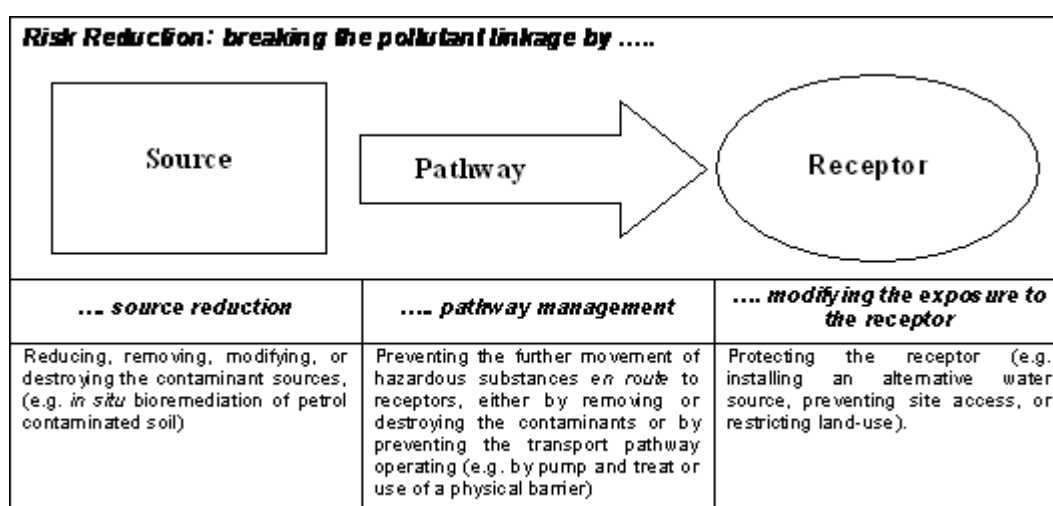 Risk Reduction: breaking the pollutant linkage by .....
Source
Pathway
Receptor
.... source reduction
Reducing, removing, modifying, or
destroying the contaminant sources,
(e.g. in situ bioremediation of petrol
contaminated soil)
.... pathway management
Preventing the further movement of
hazardous substances en route to
receptors, either by removing or
destroying the contaminants or by
preventing the transport pathway
operating (e.g. by pump and treat or
use of a physical barrier)
.... modifying the exposure to
the receptor
Protecting the receptor (e.g.
installing an alternative water
source, preventing site access, or
restricting land-use).